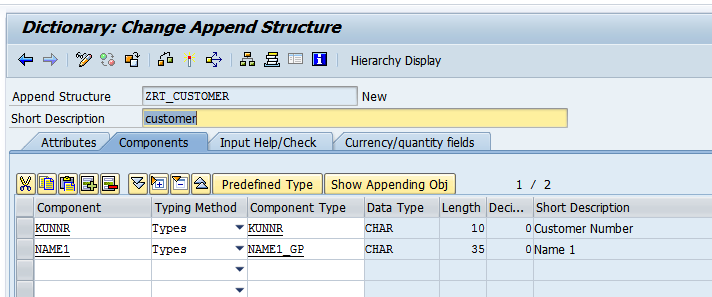 Dictionary: Change Append Structure
Hierarchy Display
Append Structure ZRT_CUSTOMER New
Short Description customer
Attributes Components Input Help/Check Currency/quantity fields
Predefined Type Show Appending Obj 1 / 2
Component Typing Method Component Type Data Type Length Deci... Short Description
KUNNR Types KUNNR CHAR 10 0 Customer Number
NAME1 Types NAME1_GP CHAR 35 0 Name 1